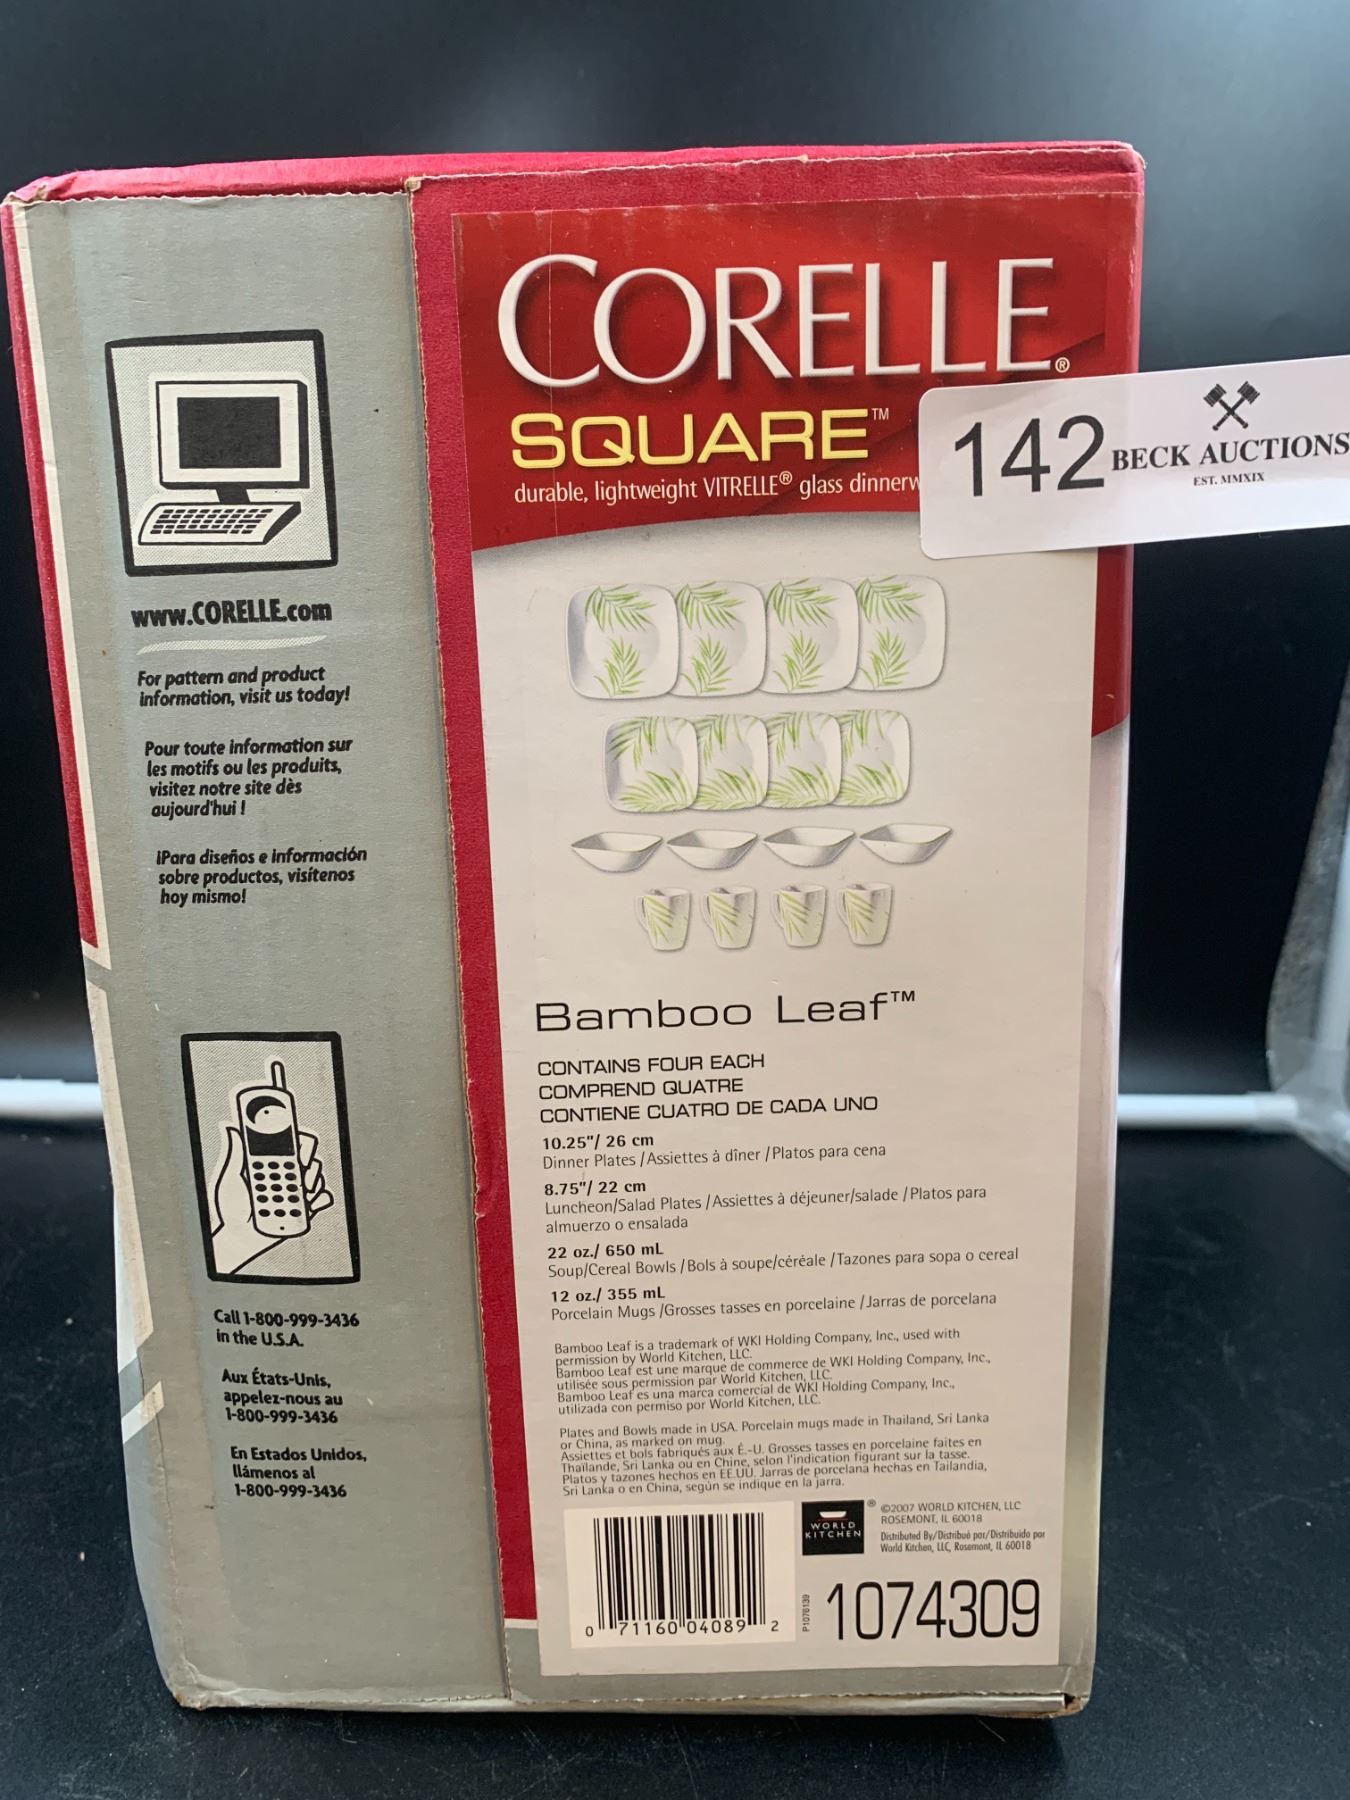 CORELLE®
SQUARE™
durable, lightweight VITRELLE® glass
142
BECK AUCTIONS
EST. MMXIX
www.CORELLE.com
For pattern and product
information, visit us today!
Pour toute information sur
les motifs ou les produits,
visitez notre site dès
aujourd'hui !
¡Para diseños e información
sobre productos, visítenos
hoy mismo!
Call 1-800-999-3436
in the U.S.A.
Aux États-Unis,
appelez-nous au
1-800-999-3436
En Estados Unidos,
llámenos al
1-800-999-3436
Bamboo Leaf™
CONTAINS FOUR EACH
COMPREND QUATRE
CONTIENE CUATRO DE CADA UNO
10.25"/ 26 cm
Dinner Plates / Assiettes à dîner / Platos para cena
8.75"/ 22 cm
Luncheon/Salad Plates / Assiettes à déjeuner/salade / Platos para
almuerzo o ensalada
22 oz./ 650 mL
Soup/Cereal Bowls / Bols à soupe/céréale / Tazones para sopa o cereal
12 oz./ 355 mL
Porcelain Mugs /Grosses tasses en porcelaine / Jarras de porcelana
Bamboo Leaf is a trademark of WKI Holding Company, Inc., used with
permission by World Kitchen, LLC.
Bamboo Leaf est une marque de commerce de WKI Holding Company, Inc.,
utilisée sous permission par World Kitchen, LLC.
Bamboo Leaf es una marca comercial de WKI Holding Company, Inc.,
utilizada con permiso por World Kitchen, LLC.
Plates and Bowls made in USA. Porcelain mugs made in Thailand, Sri Lanka
or China, as marked on mug.
Assiettes et bols fabriqués aux É.-U. Grosses tasses en porcelaine faites en
Thaïlande, Sri Lanka ou en Chine, selon l'indication figurant sur la tasse.
Platos y tazones hechos en EE.UU. Jarras de porcelana hechas en Tailandia,
Sri Lanka o en China, según se indique en la jarra.
WORLD
KITCHEN
®
©2007 WORLD KITCHEN, LLC
ROSEMONT, IL 60018
Distributed By/Distribué par/Distribuido por
World Kitchen, LLC, Rosemont, IL 60018
0 71160 04089 2
P1076139
1074309